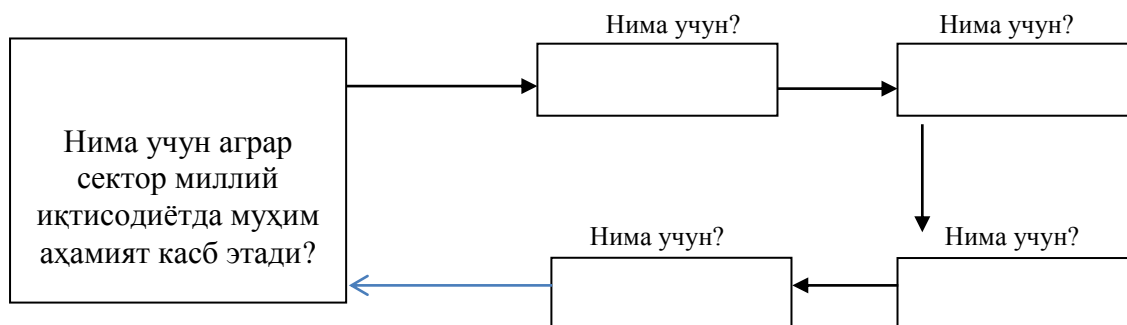 Нима учун?
Нима учун?
Нима учун аграр
сектор миллий
иқтисодиётда муҳим
аҳамият касб этади?
Нима учун?
Нима учун?